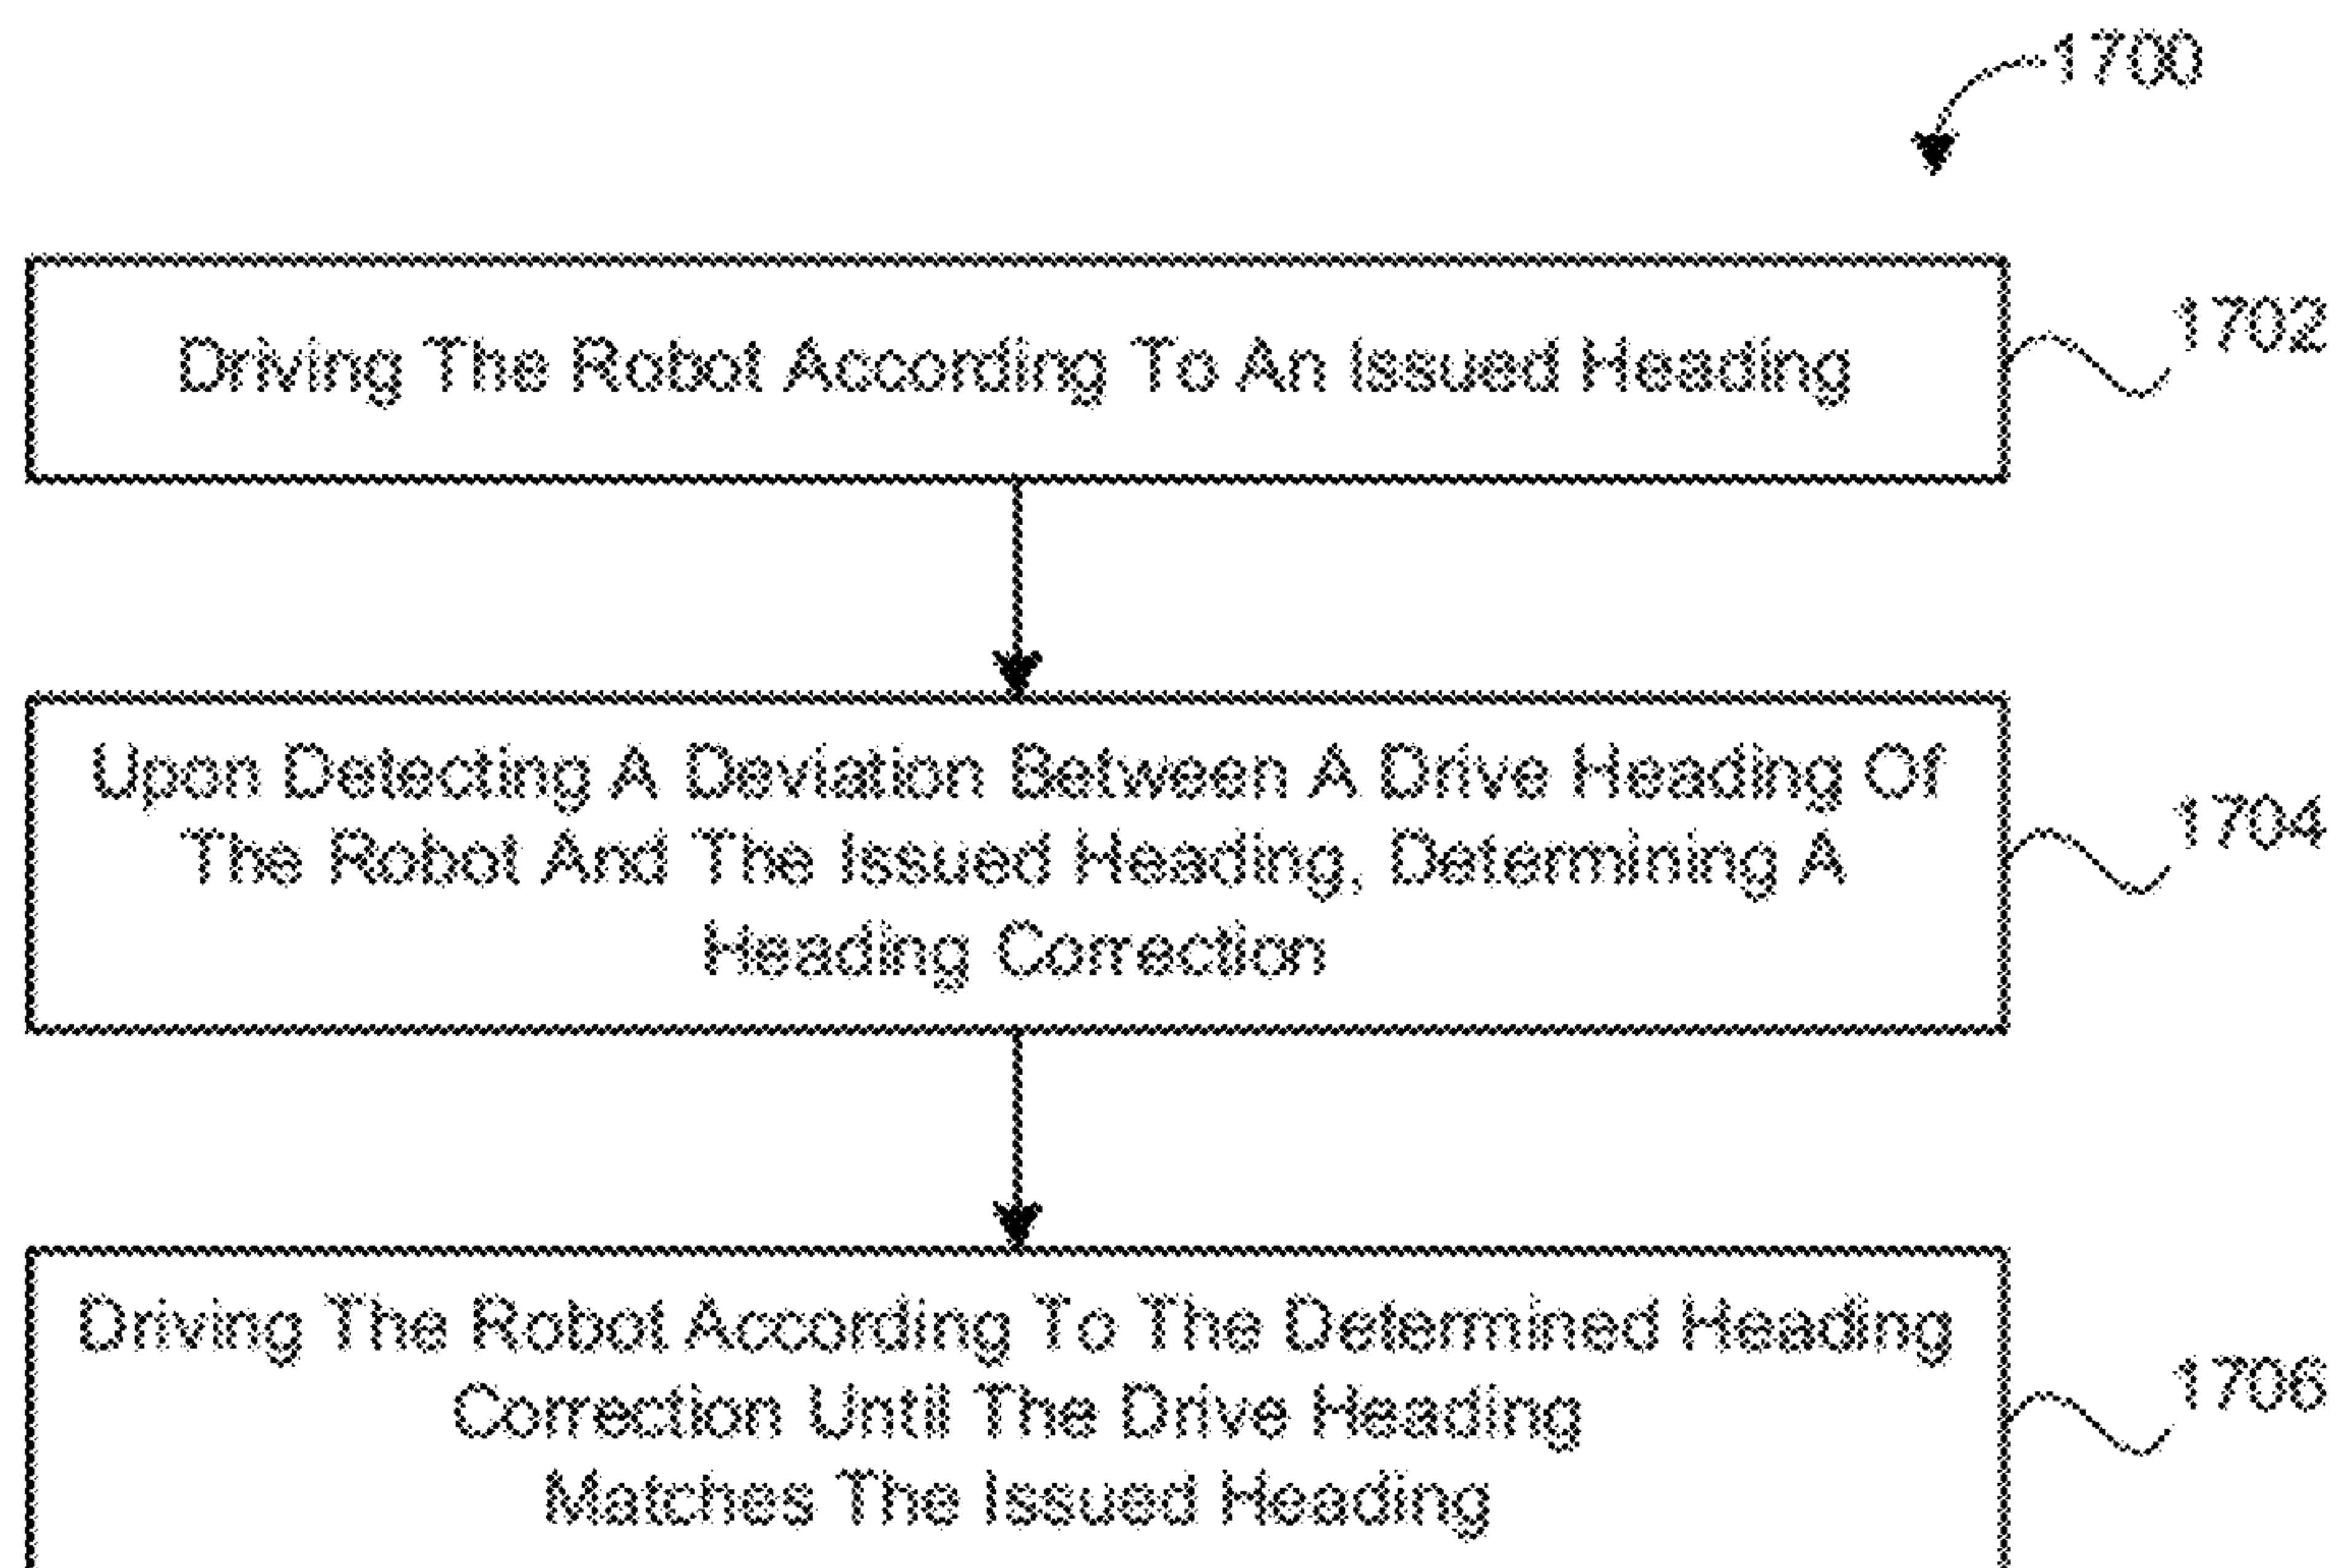 1700
Driving The Robot According To An Issued Heading
1702
Upon Detecting A Deviation Between A Drive Heading Of
The Robot And The Issued Heading, Determining A
Heading Correction
1704
Driving The Robot According To The Determined Heading
Correction Until The Drive Heading
Matches The Issued Heading
1706